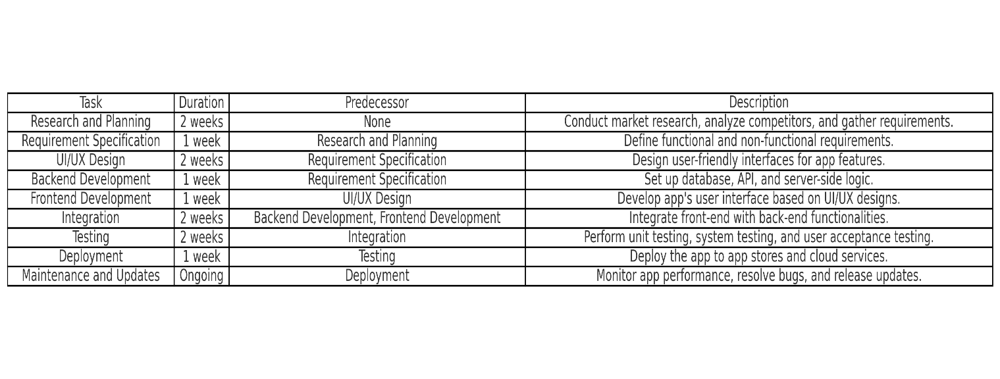 Task Duration Predecessor Description
Research and Planning 2 weeks None Conduct market research, analyze competitors, and gather requirements.
Requirement Specification 1 week Research and Planning Define functional and non-functional requirements.
UI/UX Design 2 weeks Requirement Specification Design user-friendly interfaces for app features.
Backend Development 1 week Requirement Specification Set up database, API, and server-side logic.
Frontend Development 1 week UI/UX Design Develop app's user interface based on UI/UX designs.
Integration 2 weeks Backend Development, Frontend Development Integrate front-end with back-end functionalities.
Testing 2 weeks Integration Perform unit testing, system testing, and user acceptance testing.
Deployment 1 week Testing Deploy the app to app stores and cloud services.
Maintenance and Updates Ongoing Deployment Monitor app performance, resolve bugs, and release updates.